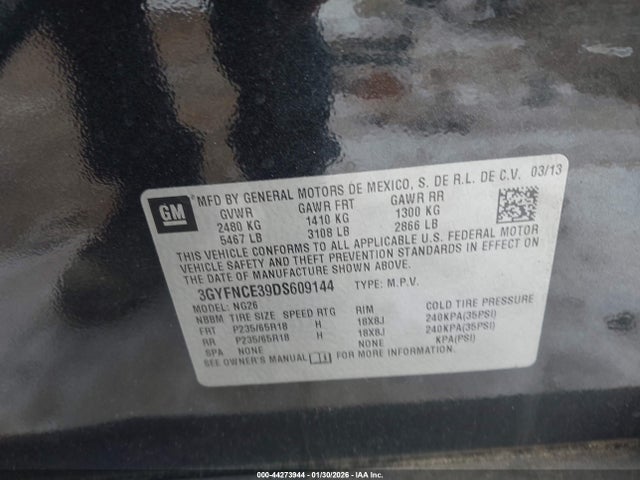 GM
MFD BY GENERAL MOTORS DE MEXICO, S. DE R.L. DE C.V. 03/13
GVWR GAWR FRT GAWR RR
2480 KG 1410 KG 1300 KG
5467 LB 3108 LB 2866 LB
THIS VEHICLE CONFORMS TO ALL APPLICABLE U.S. FEDERAL MOTOR
VEHICLE SAFETY AND THEFT PREVENTION STANDARDS IN EFFECT ON
THE DATE OF MANUFACTURE SHOWN ABOVE.
3GYFNCE39DS609144 TYPE: M.P.V.
MODEL: NG26
NBBM TIRE SIZE SPEED RTG RIM COLD TIRE PRESSURE
FRT P235/65R18 H 18X8J 240KPA(35PSI)
RR P235/65R18 H 18X8J 240KPA(35PSI)
SPA NONE NONE KPA(PSI)
SEE OWNER'S MANUAL FOR MORE INFORMATION.
000-44273944 | 01/30/2026 - IAA Inc.